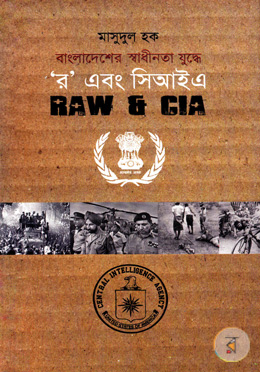 মাসুদুল হক
বাংলাদেশের স্বাধীনতা যুদ্ধে
'র' এবং সিআইএ
RAW & CIA
CENTRAL INTELLIGENCE AGENCY
UNITED STATES OF AMERICA